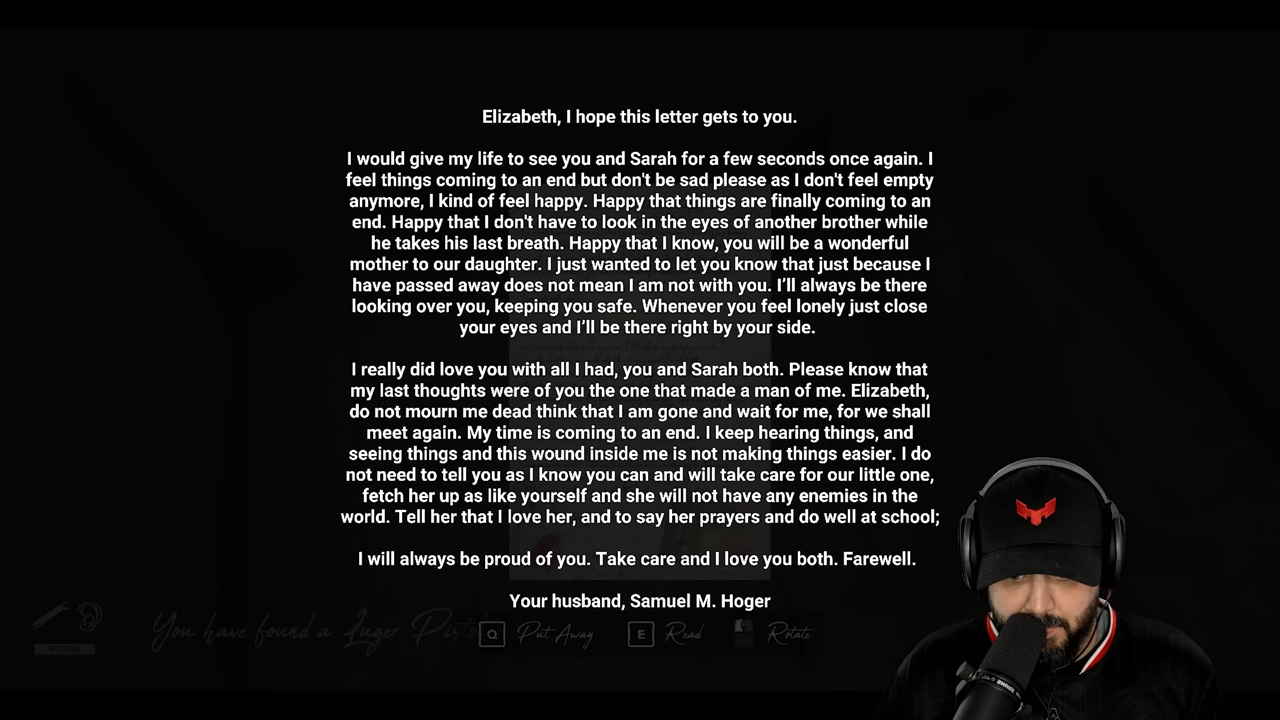 Elizabeth, I hope this letter gets to you.
I would give my life to see you and Sarah for a few seconds once again. I
feel things coming to an end but don't be sad please as I don't feel empty
anymore, I kind of feel happy. Happy that things are finally coming to an
end. Happy that I don't have to look in the eyes of another brother while
he takes his last breath. Happy that I know, you will be a wonderful
mother to our daughter. I just wanted to let you know that just because I
have passed away does not mean I am not with you. I’ll always be there
looking over you, keeping you safe. Whenever you feel lonely just close
your eyes and I’ll be there right by your side.
I really did love you with all I had, you and Sarah both. Please know that
my last thoughts were of you the one that made a man of me. Elizabeth,
do not mourn me dead think that I am gone and wait for me, for we shall
meet again. My time is coming to an end. I keep hearing things, and
seeing things and this wound inside me is not making things easier. I do
not need to tell you as I know you can and will take care for our little one,
fetch her up as like yourself and she will not have any enemies in the
world. Tell her that I love her, and to say her prayers and do well at school;
I will always be proud of you. Take care and I love you both. Farewell.
Your husband, Samuel M. Hoger
You have found a Luger Pisto
Q Put Away E Read Rotate